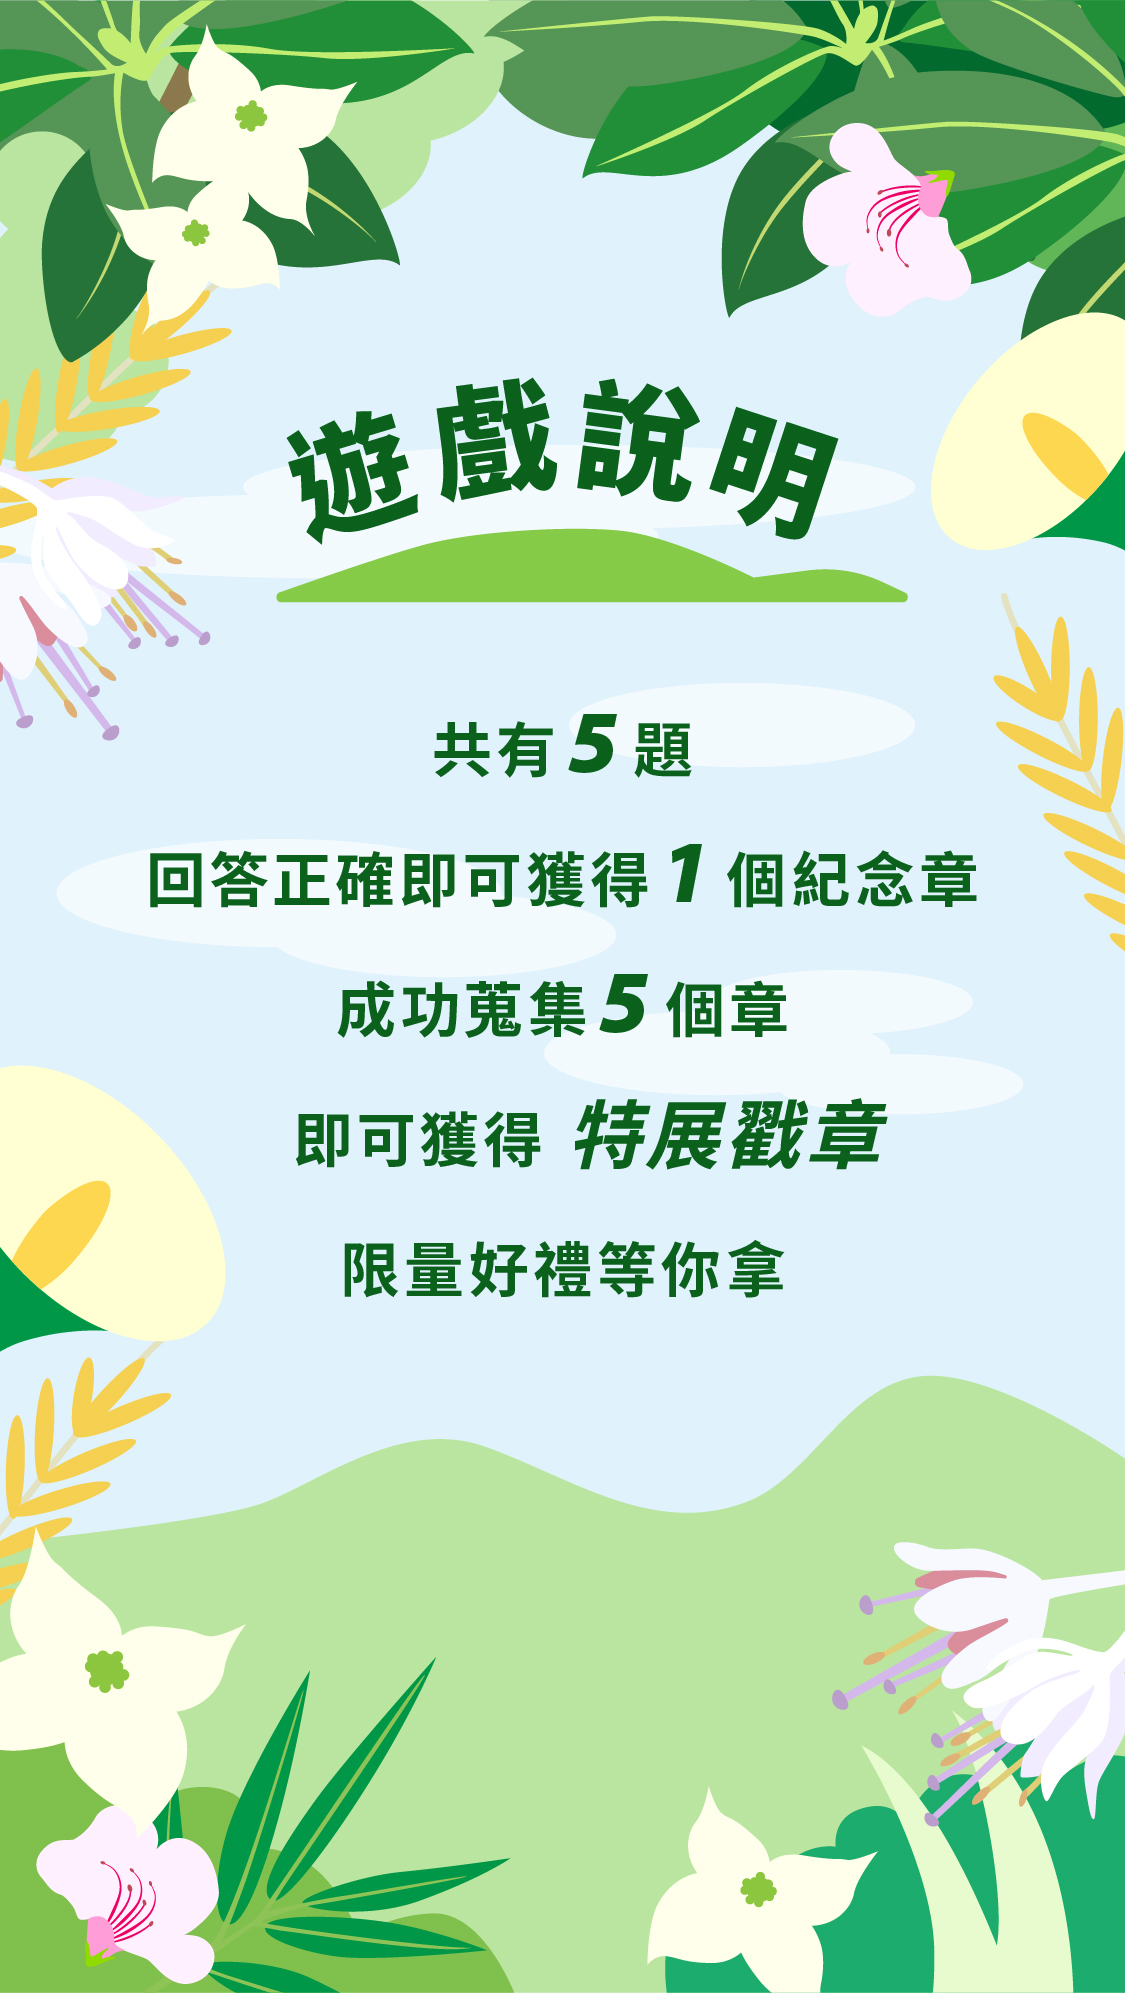 遊戲說明
共有5題
回答正確即可獲得1個紀念章
成功蒐集5個章
即可獲得 特展戳章
限量好禮等你拿